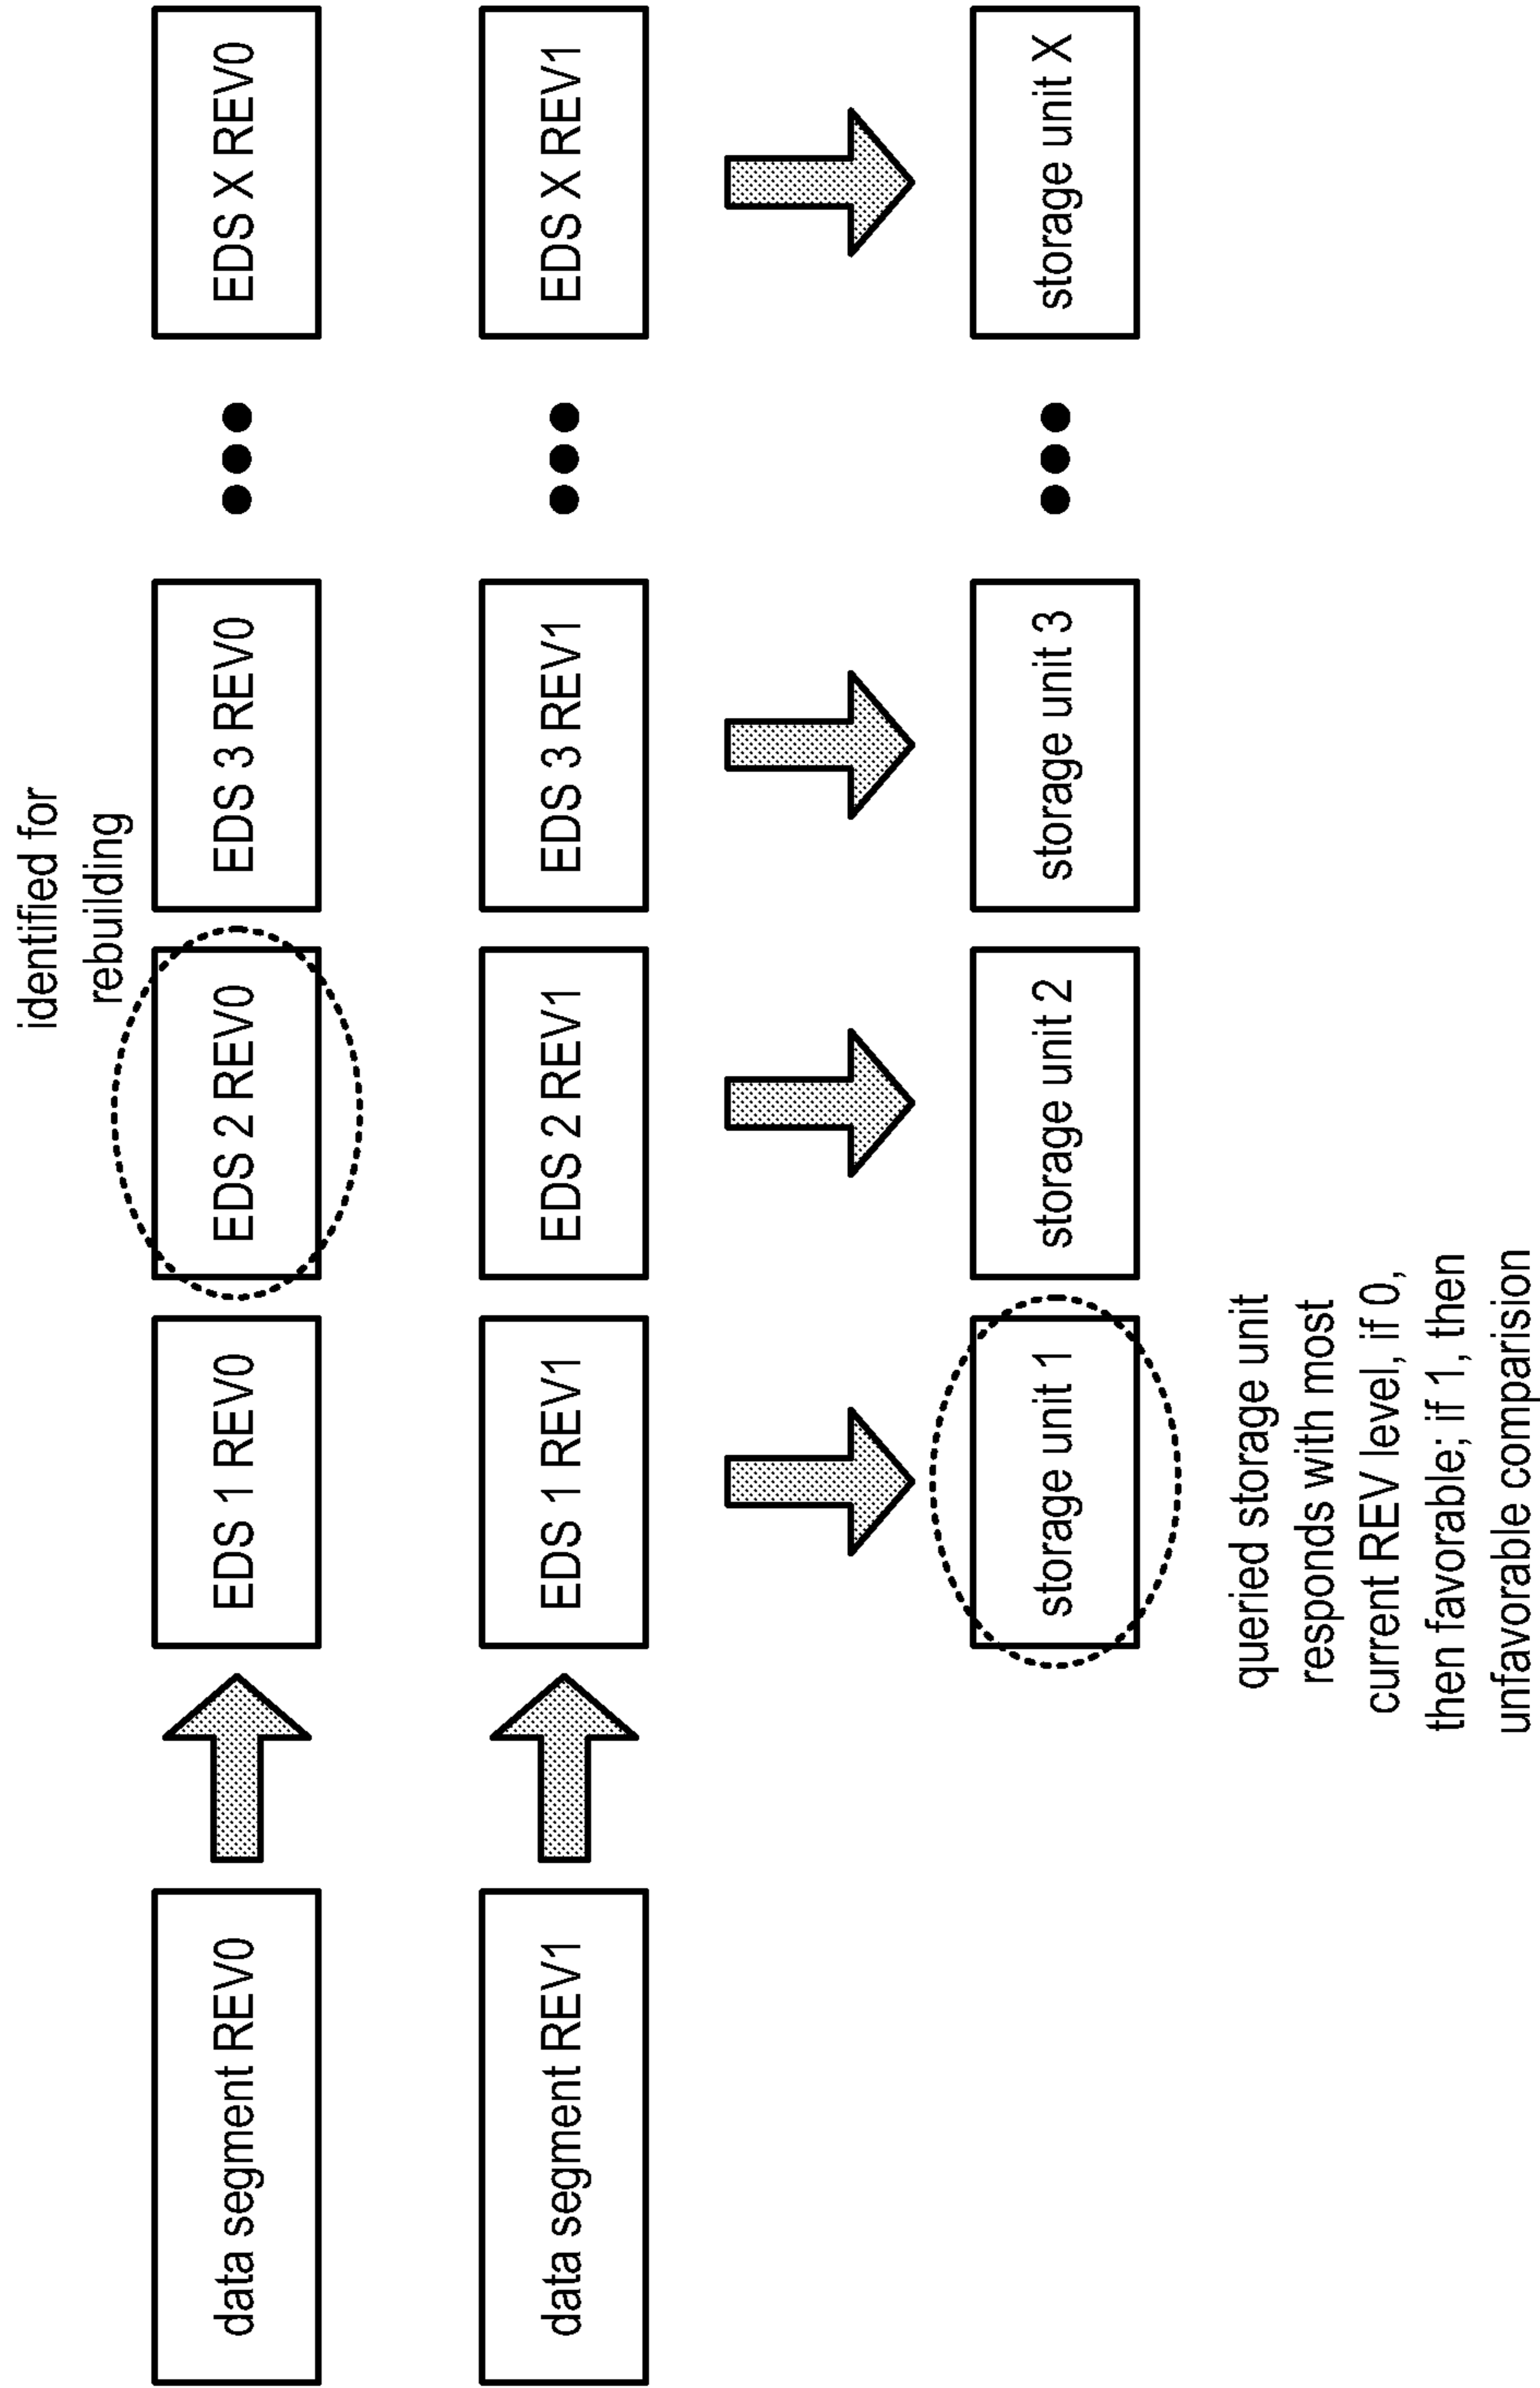 identified for
rebuilding
data segment REV0
EDS 1 REV0
EDS 2 REV0
EDS 3 REV0
EDS X REV0
data segment REV1
EDS 1 REV1
EDS 2 REV1
EDS 3 REV1
EDS X REV1
storage unit 1
storage unit 2
storage unit 3
storage unit X
queried storage unit
responds with most
current REV level, if 0,
then favorable; if 1, then
unfavorable comparision